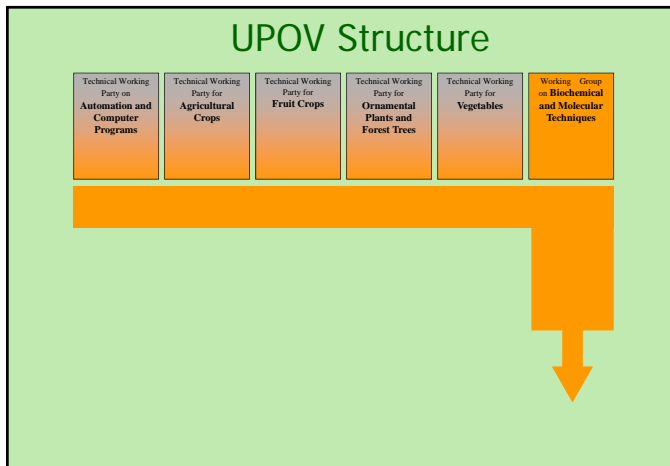 UPOV Structure
Technical Working
Party on
Automation and
Computer
Programs
Technical Working
Party for
Agricultural
Crops
Technical Working
Party for
Fruit Crops
Technical Working
Party for
Ornamental
Plants and
Forest Trees
Technical Working
Party for
Vegetables
Working Group
on Biochemical
and Molecular
Techniques